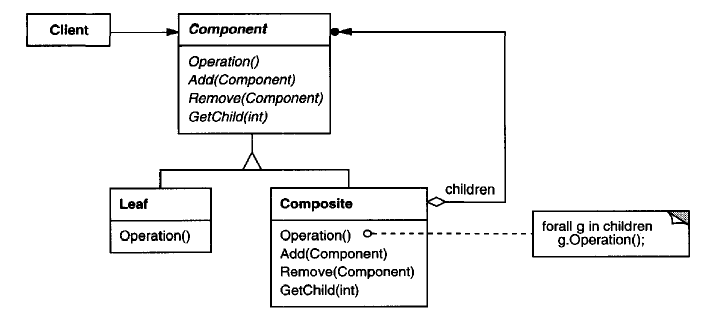 Client
Component
Operation()
Add(Component)
Remove(Component)
GetChild(int)
children
Leaf
Operation()
Composite
Operation()
Add(Component)
Remove(Component)
GetChild(int)
forall g in children
g.Operation();